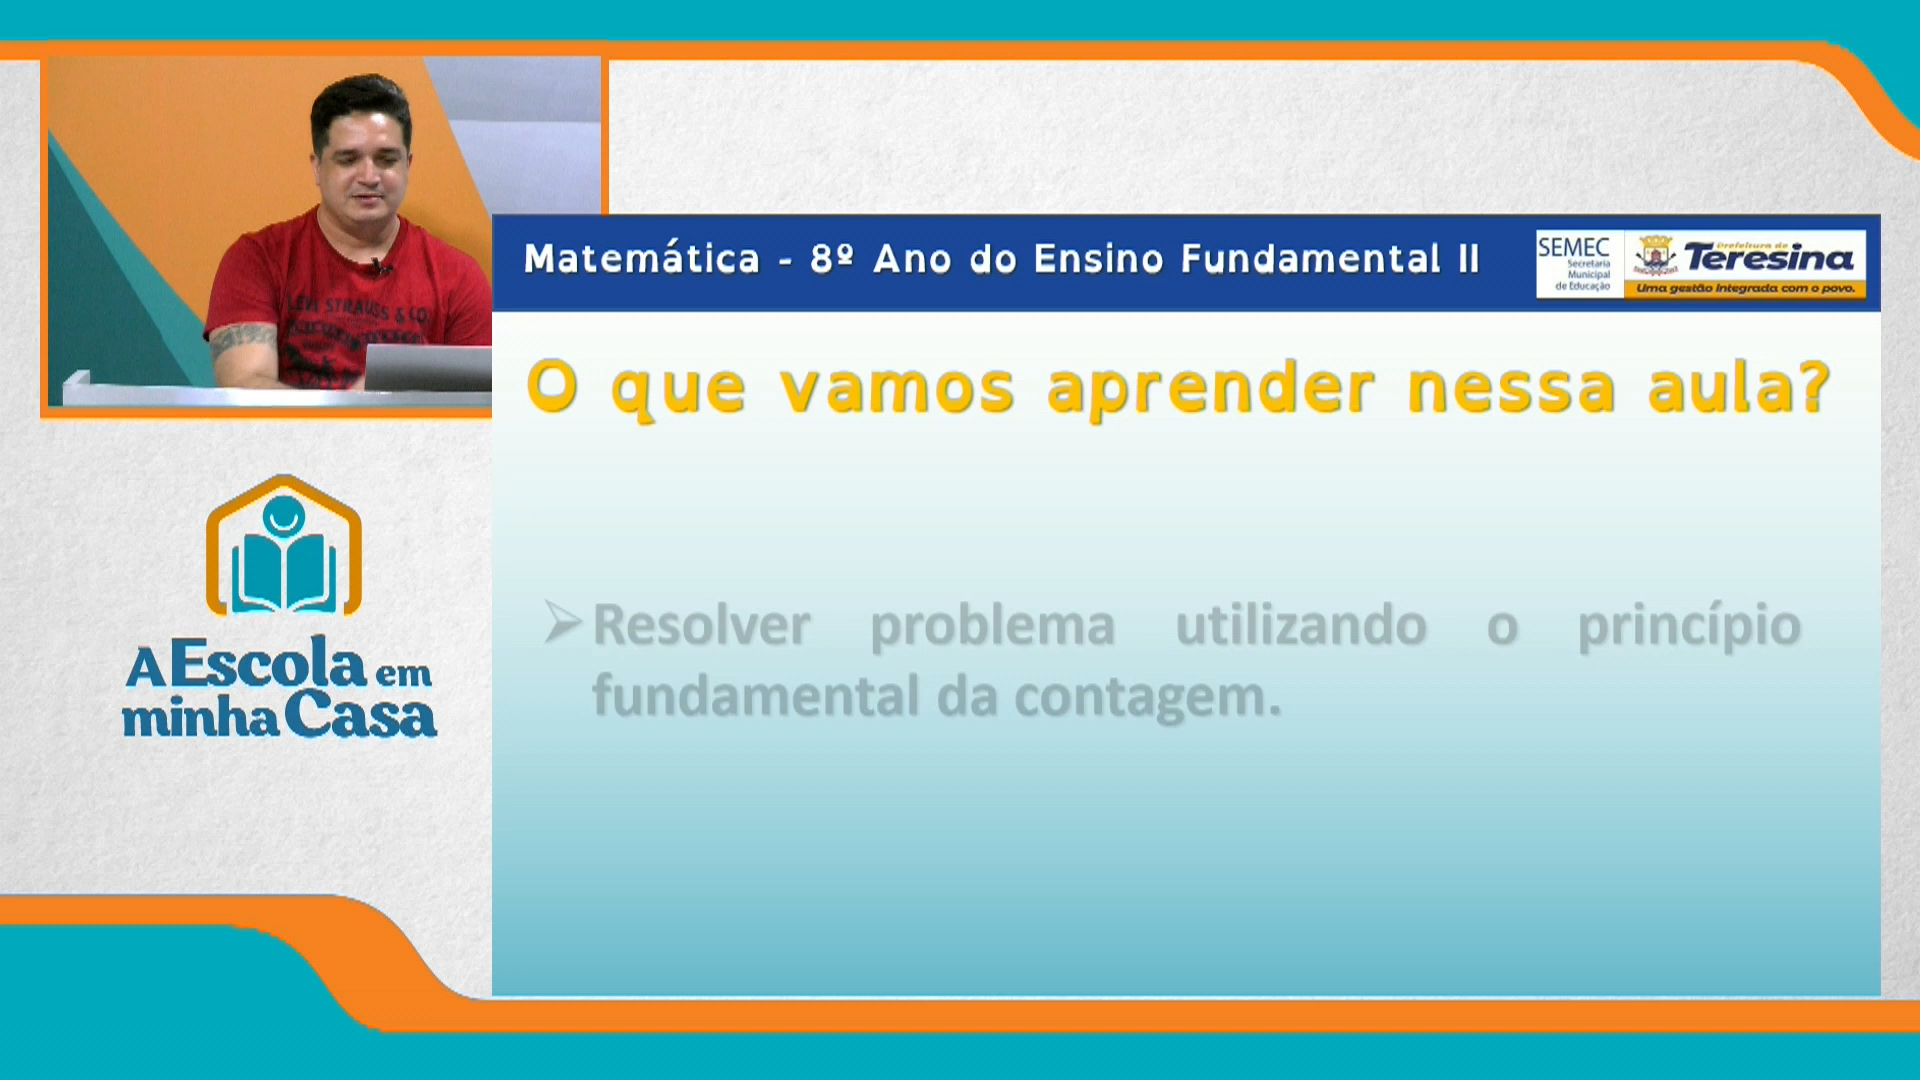 LEVI STRAUSS & CO.
Matemática - 8º Ano do Ensino Fundamental II
SEMEC
Secretaria
Municipal
de Educação
Prefeitura de
Teresina
Uma gestão integrada com o povo.
O que vamos aprender nessa aula?
Resolver problema utilizando o princípio
fundamental da contagem.
A Escola em
minha Casa